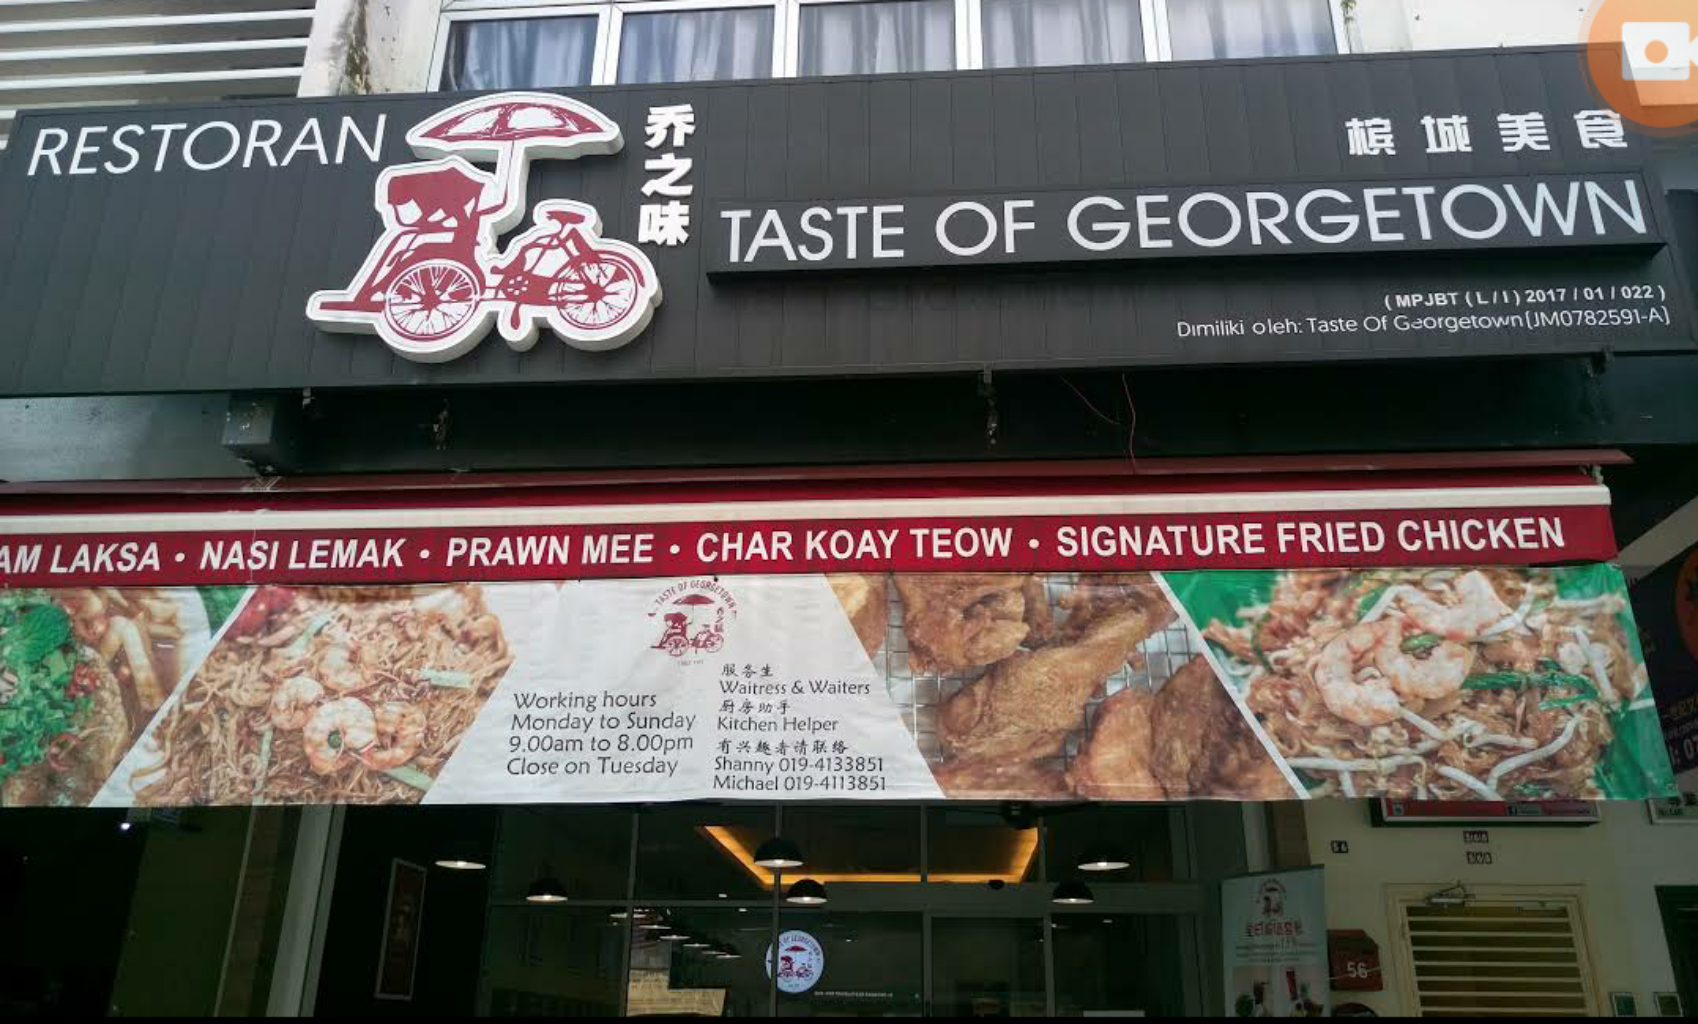 RESTORAN
乔之味
槟城美食
TASTE OF GEORGETOWN
( MPJBT ( L / I ) 2017 / 01 / 022 )
Dimiliki oleh: Taste Of Georgetown[JM0782591-A]
AM LAKSA • NASI LEMAK • PRAWN MEE • CHAR KOAY TEOW • SIGNATURE FRIED CHICKEN
TASTE OF GEORGETOWN
乔之味
Working hours
Monday to Sunday
9.00am to 8.00pm
Close on Tuesday
服务生
Waitress & Waiters
厨房助手
Kitchen Helper
有兴趣者请联络
Shanny 019-4133851
Michael 019-4113851
56